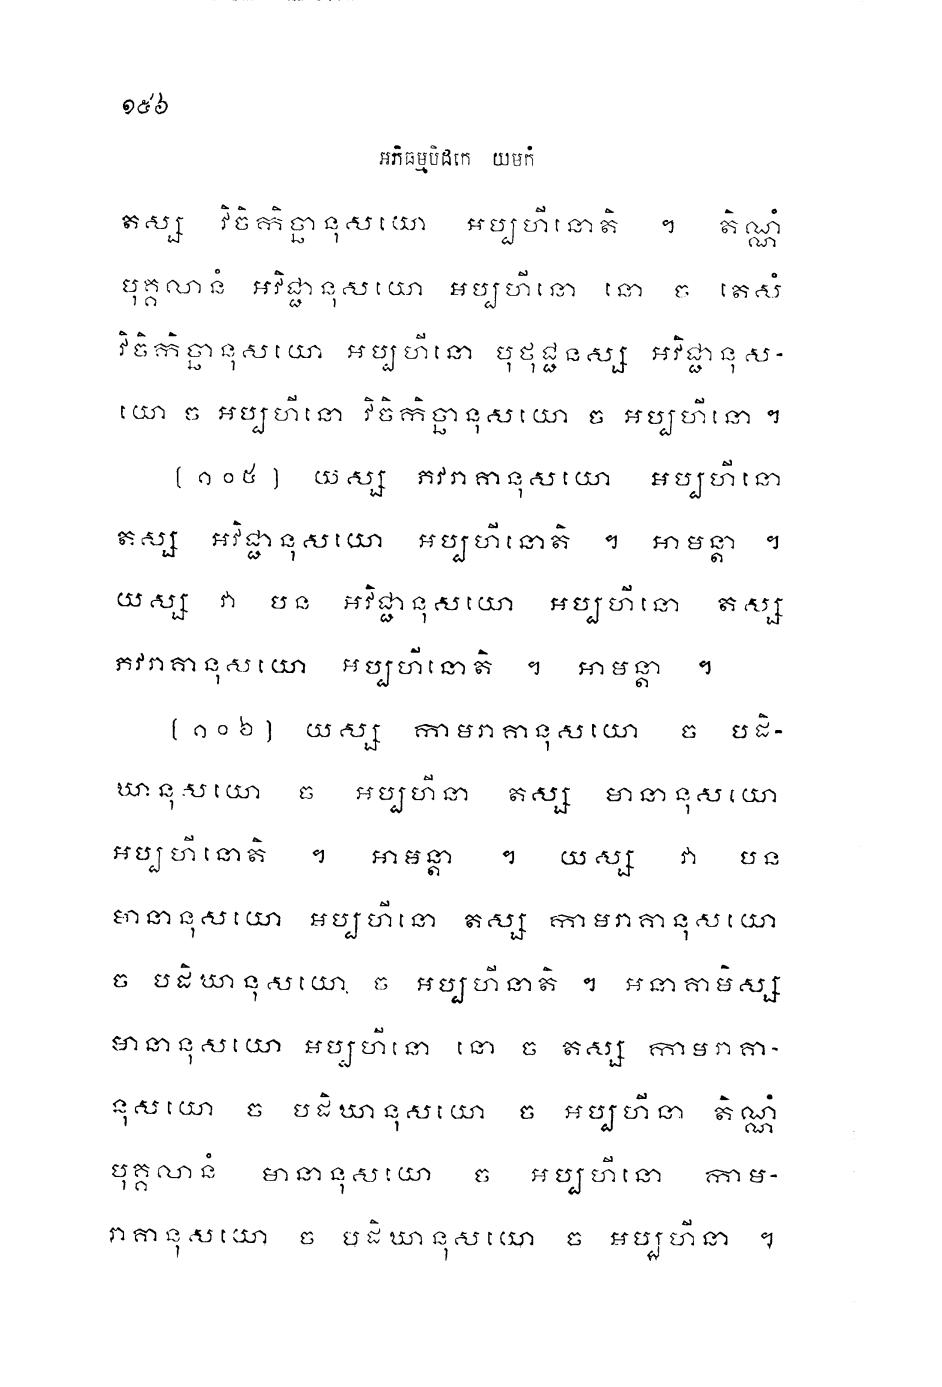 ១៥៦
អភិធម្មបិដកេ យមកំ
តស្ស វិចិកិច្ឆានុសយោ អប្បហីនោតិ ។ តិណ្ណំ
បុគ្គលានំ អវិជ្ជានុសយោ អប្បហីនោ នោ ច តេសំ
វិចិកិច្ឆានុសយោ អប្បហីនោ បុថុជ្ជនស្ស អវិជ្ជានុស-
យោ ច អប្បហីនោ វិចិកិច្ឆានុសយោ ច អប្បហីនោ ។
[១០៥] យស្ស ភវរាគានុសយោ អប្បហីនោ
តស្ស អវិជ្ជានុសយោ អប្បហីនោតិ ។ អាមន្តា ។
យស្ស វា បន អវិជ្ជានុសយោ អប្បហីនោ តស្ស
ភវរាគានុសយោ អប្បហីនោតិ ។ អាមន្តា ។
[១០៦] យស្ស កាមរាគានុសយោ ច បដិ-
ឃានុសយោ ច អប្បហីនា តស្ស មានានុសយោ
អប្បហីនោតិ ។ អាមន្តា ។ យស្ស វា បន
មានានុសយោ អប្បហីនោ តស្ស កាមរាគានុសយោ
ច បដិឃានុសយោ ច អប្បហីនាតិ ។ អនាគាមិស្ស
មានានុសយោ អប្បហីនោ នោ ច តស្ស កាមរាគា-
នុសយោ ច បដិឃានុសយោ ច អប្បហីនា តិណ្ណំ
បុគ្គលានំ មានានុសយោ ច អប្បហីនោ កាម-
រាគានុសយោ ច បដិឃានុសយោ ច អប្បហីនា ។